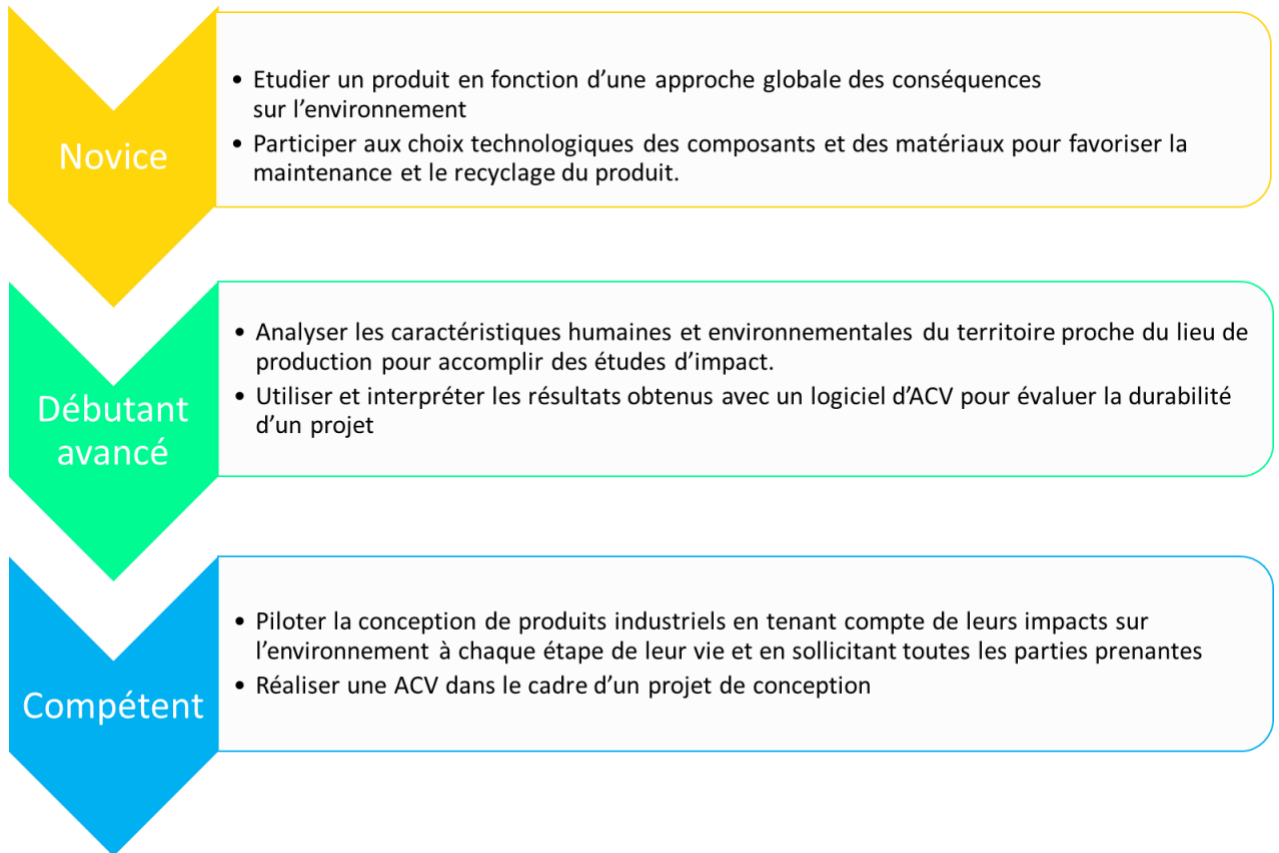 Novice
• Etudier un produit en fonction d’une approche globale des conséquences
sur l’environnement
• Participer aux choix technologiques des composants et des matériaux pour favoriser la
maintenance et le recyclage du produit.
Débutant
avancé
• Analyser les caractéristiques humaines et environnementales du territoire proche du lieu de
production pour accomplir des études d’impact.
• Utiliser et interpréter les résultats obtenus avec un logiciel d’ACV pour évaluer la durabilité
d’un projet
Compétent
• Piloter la conception de produits industriels en tenant compte de leurs impacts sur
l’environnement à chaque étape de leur vie et en sollicitant toutes les parties prenantes
• Réaliser une ACV dans le cadre d’un projet de conception